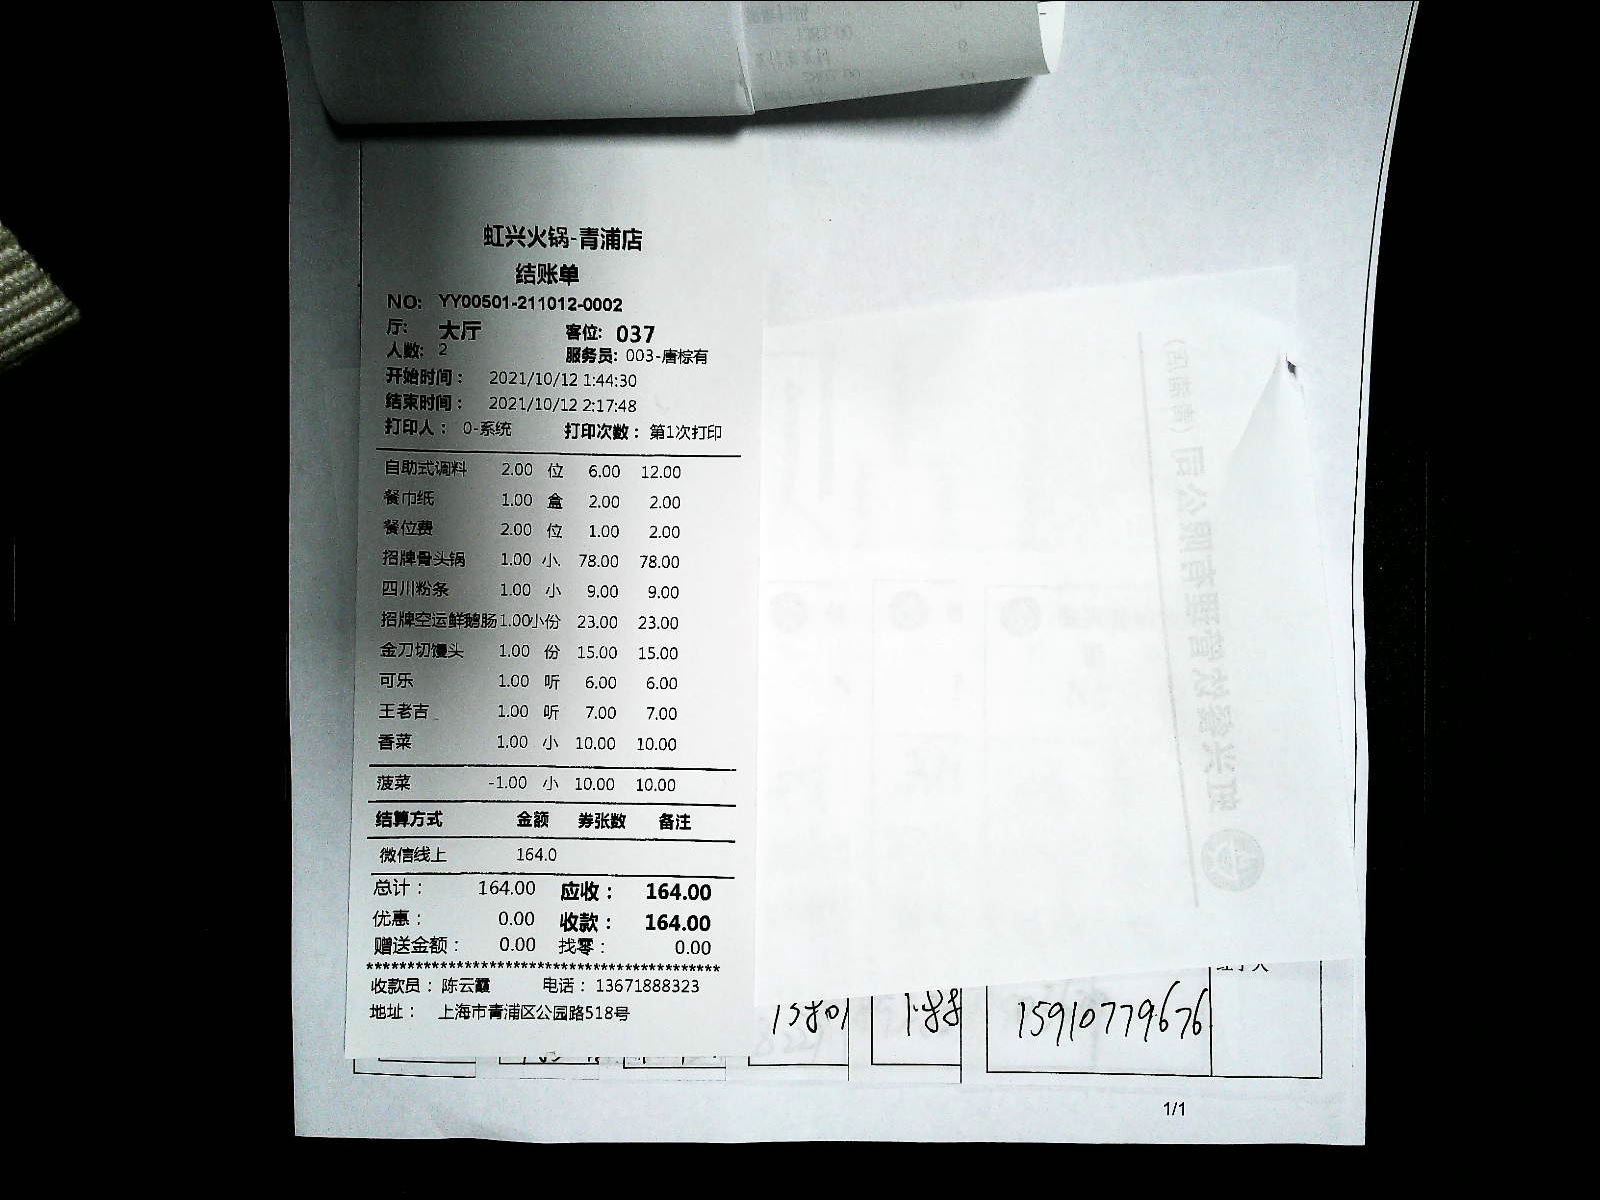 虹兴火锅-青浦店
结账单
NO: YY00501-211012-0002
厅: 大厅 客位: 037
人数: 2 服务员: 003-唐棕有
开始时间： 2021/10/12 1:44:30
结束时间： 2021/10/12 2:17:48
打印人： 0-系统 打印次数： 第1次打印
自助式调料 2.00 位 6.00 12.00
餐巾纸 1.00 盒 2.00 2.00
餐位费 2.00 位 1.00 2.00
招牌骨头锅 1.00 小. 78.00 78.00
四川粉条 1.00 小 9.00 9.00
招牌空运鲜鹅肠 1.00 小份 23.00 23.00
金刀切馒头 1.00 份 15.00 15.00
可乐 1.00 听 6.00 6.00
王老吉 1.00 听 7.00 7.00
香菜 1.00 小 10.00 10.00
菠菜 -1.00 小 10.00 10.00
结算方式 金额 券张数 备注
微信线上 164.0
总计： 164.00 应收： 164.00
优惠： 0.00 收款： 164.00
赠送金额： 0.00 找零： 0.00
收款员：陈云霞 电话： 13671888323
地址： 上海市青浦区公园路518号
15910779676
1/1